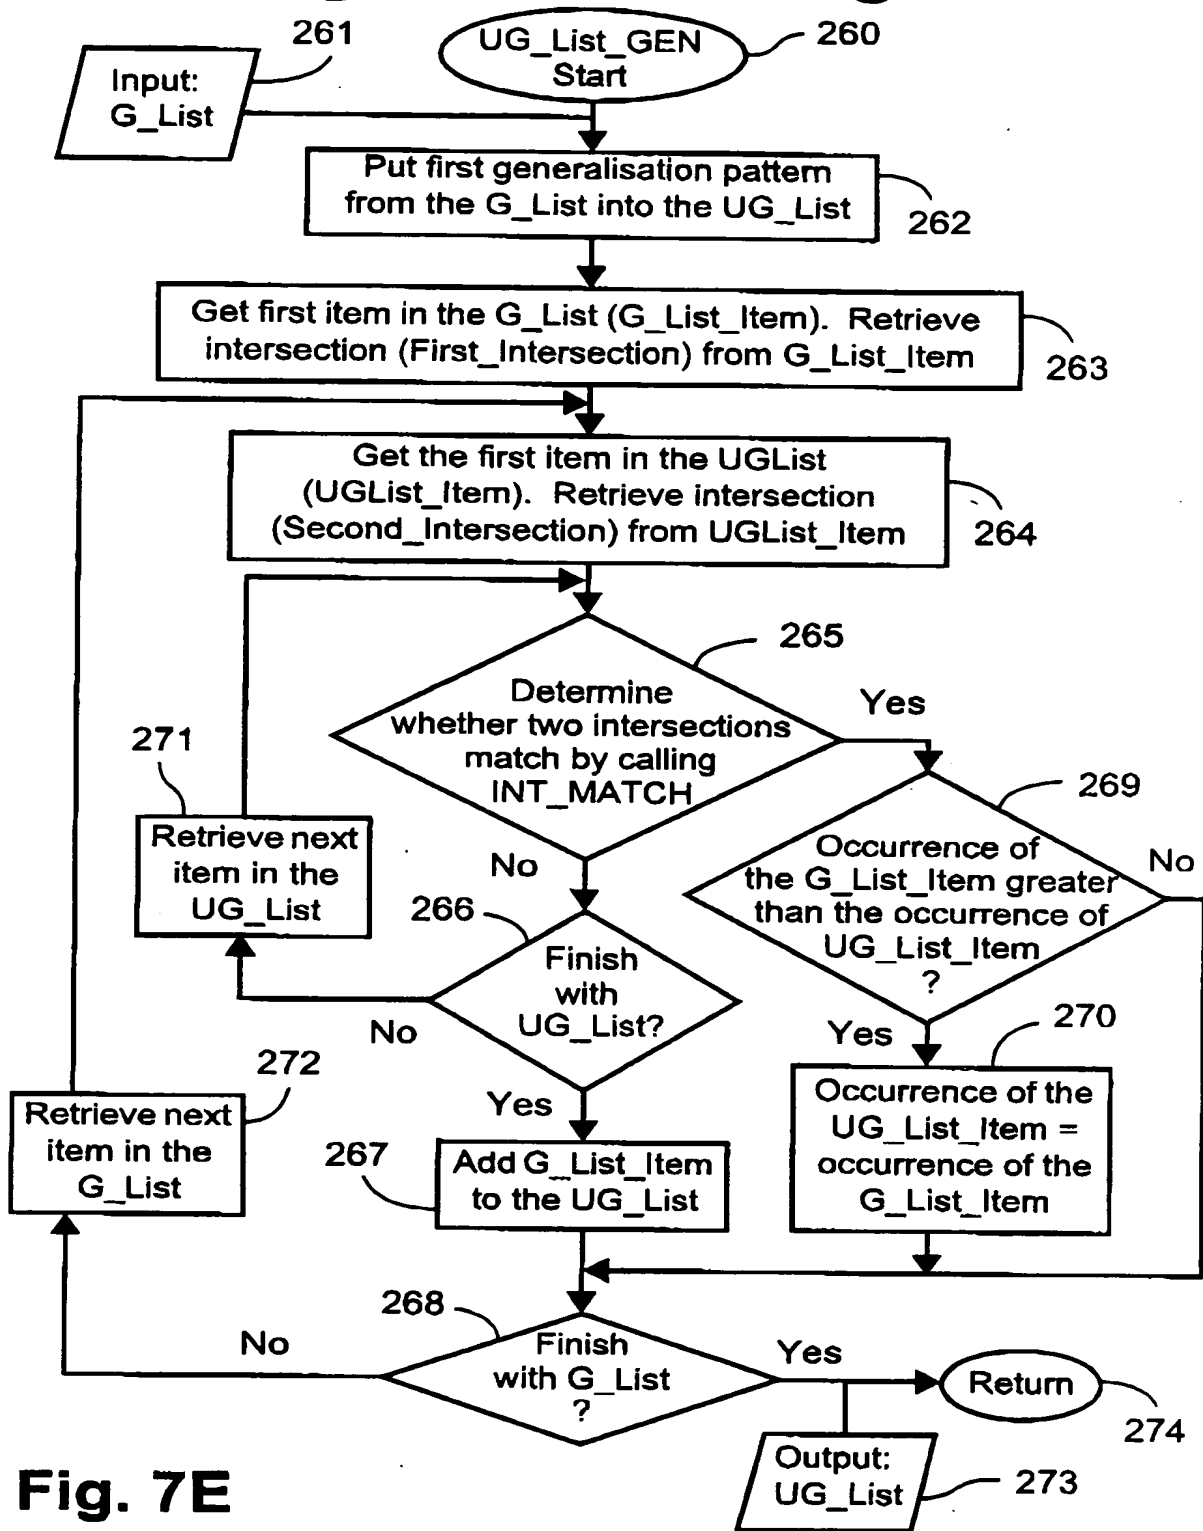 261
UG_List_GEN
Start
260
Input:
G_List
Put first generalisation pattern
from the G_List into the UG_List
262
Get first item in the G_List (G_List_Item). Retrieve
intersection (First_Intersection) from G_List_Item
263
Get the first item in the UGList
(UGList_Item). Retrieve intersection
(Second_Intersection) from UGList_Item
264
265
Determine
whether two intersections
match by calling
INT_MATCH
Yes
271
Retrieve next
item in the
UG_List
No
269
Occurrence of
the G_List_Item greater
than the occurrence of
UG_List_Item
?
No
266
Finish
with
UG_List?
No
Yes
270
272
Retrieve next
item in the
G_List
Yes
Occurrence of the
UG_List_Item =
occurrence of the
G_List_Item
267
Add G_List_Item
to the UG_List
268
No
Finish
with G_List
?
Yes
Return
274
Output:
UG_List
273
Fig. 7E